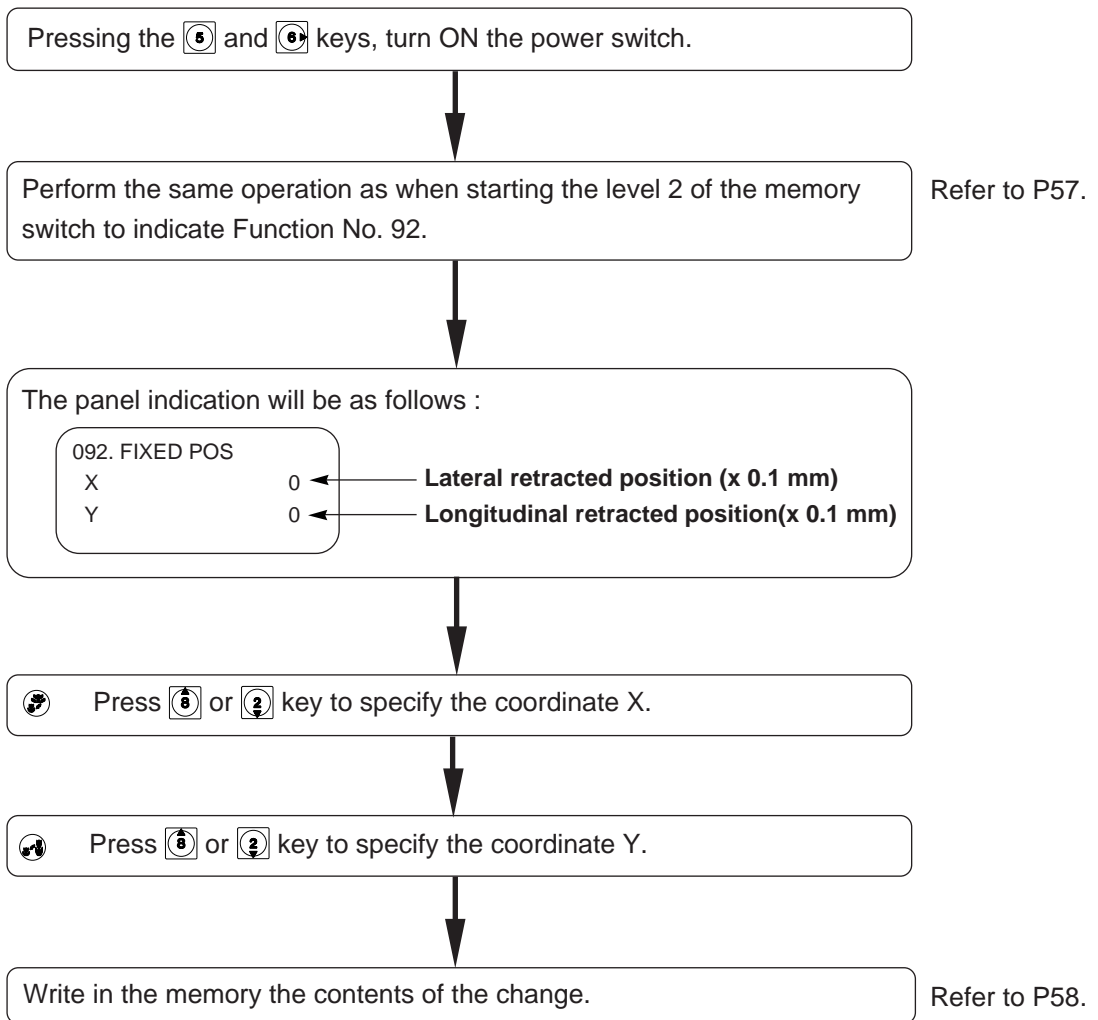 Pressing the 5 and 6 keys, turn ON the power switch.
Perform the same operation as when starting the level 2 of the memory
switch to indicate Function No. 92.
Refer to P57.
The panel indication will be as follows :
092. FIXED POS
X 0 Lateral retracted position (x 0.1 mm)
Y 0 Longitudinal retracted position(x 0.1 mm)
Press 8 or 2 key to specify the coordinate X.
Press 8 or 2 key to specify the coordinate Y.
Write in the memory the contents of the change.
Refer to P58.